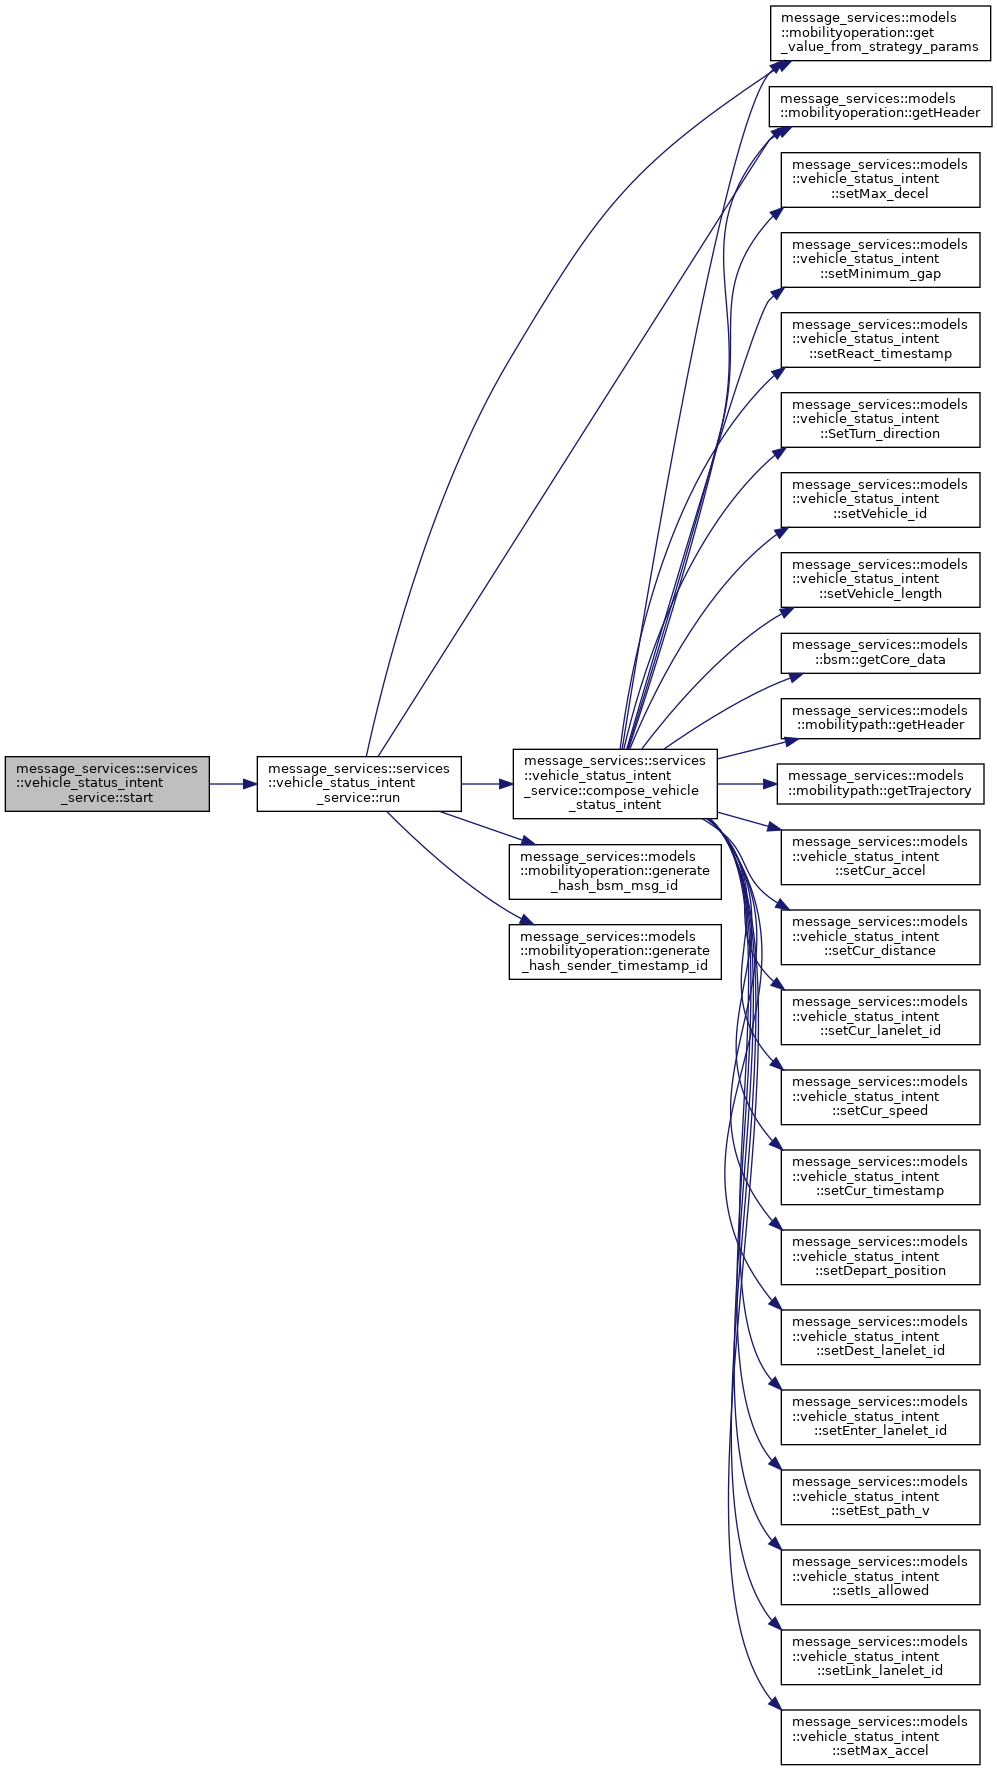 message_services::services
::vehicle_status_intent
_service::start
message_services::services
::vehicle_status_intent
_service::run
message_services::services
::vehicle_status_intent
_service::compose_vehicle
_status_intent
message_services::models
::mobilityoperation::generate
_hash_bsm_msg_id
message_services::models
::mobilityoperation::generate
_hash_sender_timestamp_id
message_services::models
::mobilityoperation::get
_value_from_strategy_params
message_services::models
::mobilityoperation::getHeader
message_services::models
::vehicle_status_intent
::setMax_decel
message_services::models
::vehicle_status_intent
::setMinimum_gap
message_services::models
::vehicle_status_intent
::setReact_timestamp
message_services::models
::vehicle_status_intent
::SetTurn_direction
message_services::models
::vehicle_status_intent
::setVehicle_id
message_services::models
::vehicle_status_intent
::setVehicle_length
message_services::models
::bsm::getCore_data
message_services::models
::mobilitypath::getHeader
message_services::models
::mobilitypath::getTrajectory
message_services::models
::vehicle_status_intent
::setCur_accel
message_services::models
::vehicle_status_intent
::setCur_distance
message_services::models
::vehicle_status_intent
::setCur_lanelet_id
message_services::models
::vehicle_status_intent
::setCur_speed
message_services::models
::vehicle_status_intent
::setCur_timestamp
message_services::models
::vehicle_status_intent
::setDepart_position
message_services::models
::vehicle_status_intent
::setDest_lanelet_id
message_services::models
::vehicle_status_intent
::setEnter_lanelet_id
message_services::models
::vehicle_status_intent
::setEst_path_v
message_services::models
::vehicle_status_intent
::setIs_allowed
message_services::models
::vehicle_status_intent
::setLink_lanelet_id
message_services::models
::vehicle_status_intent
::setMax_accel